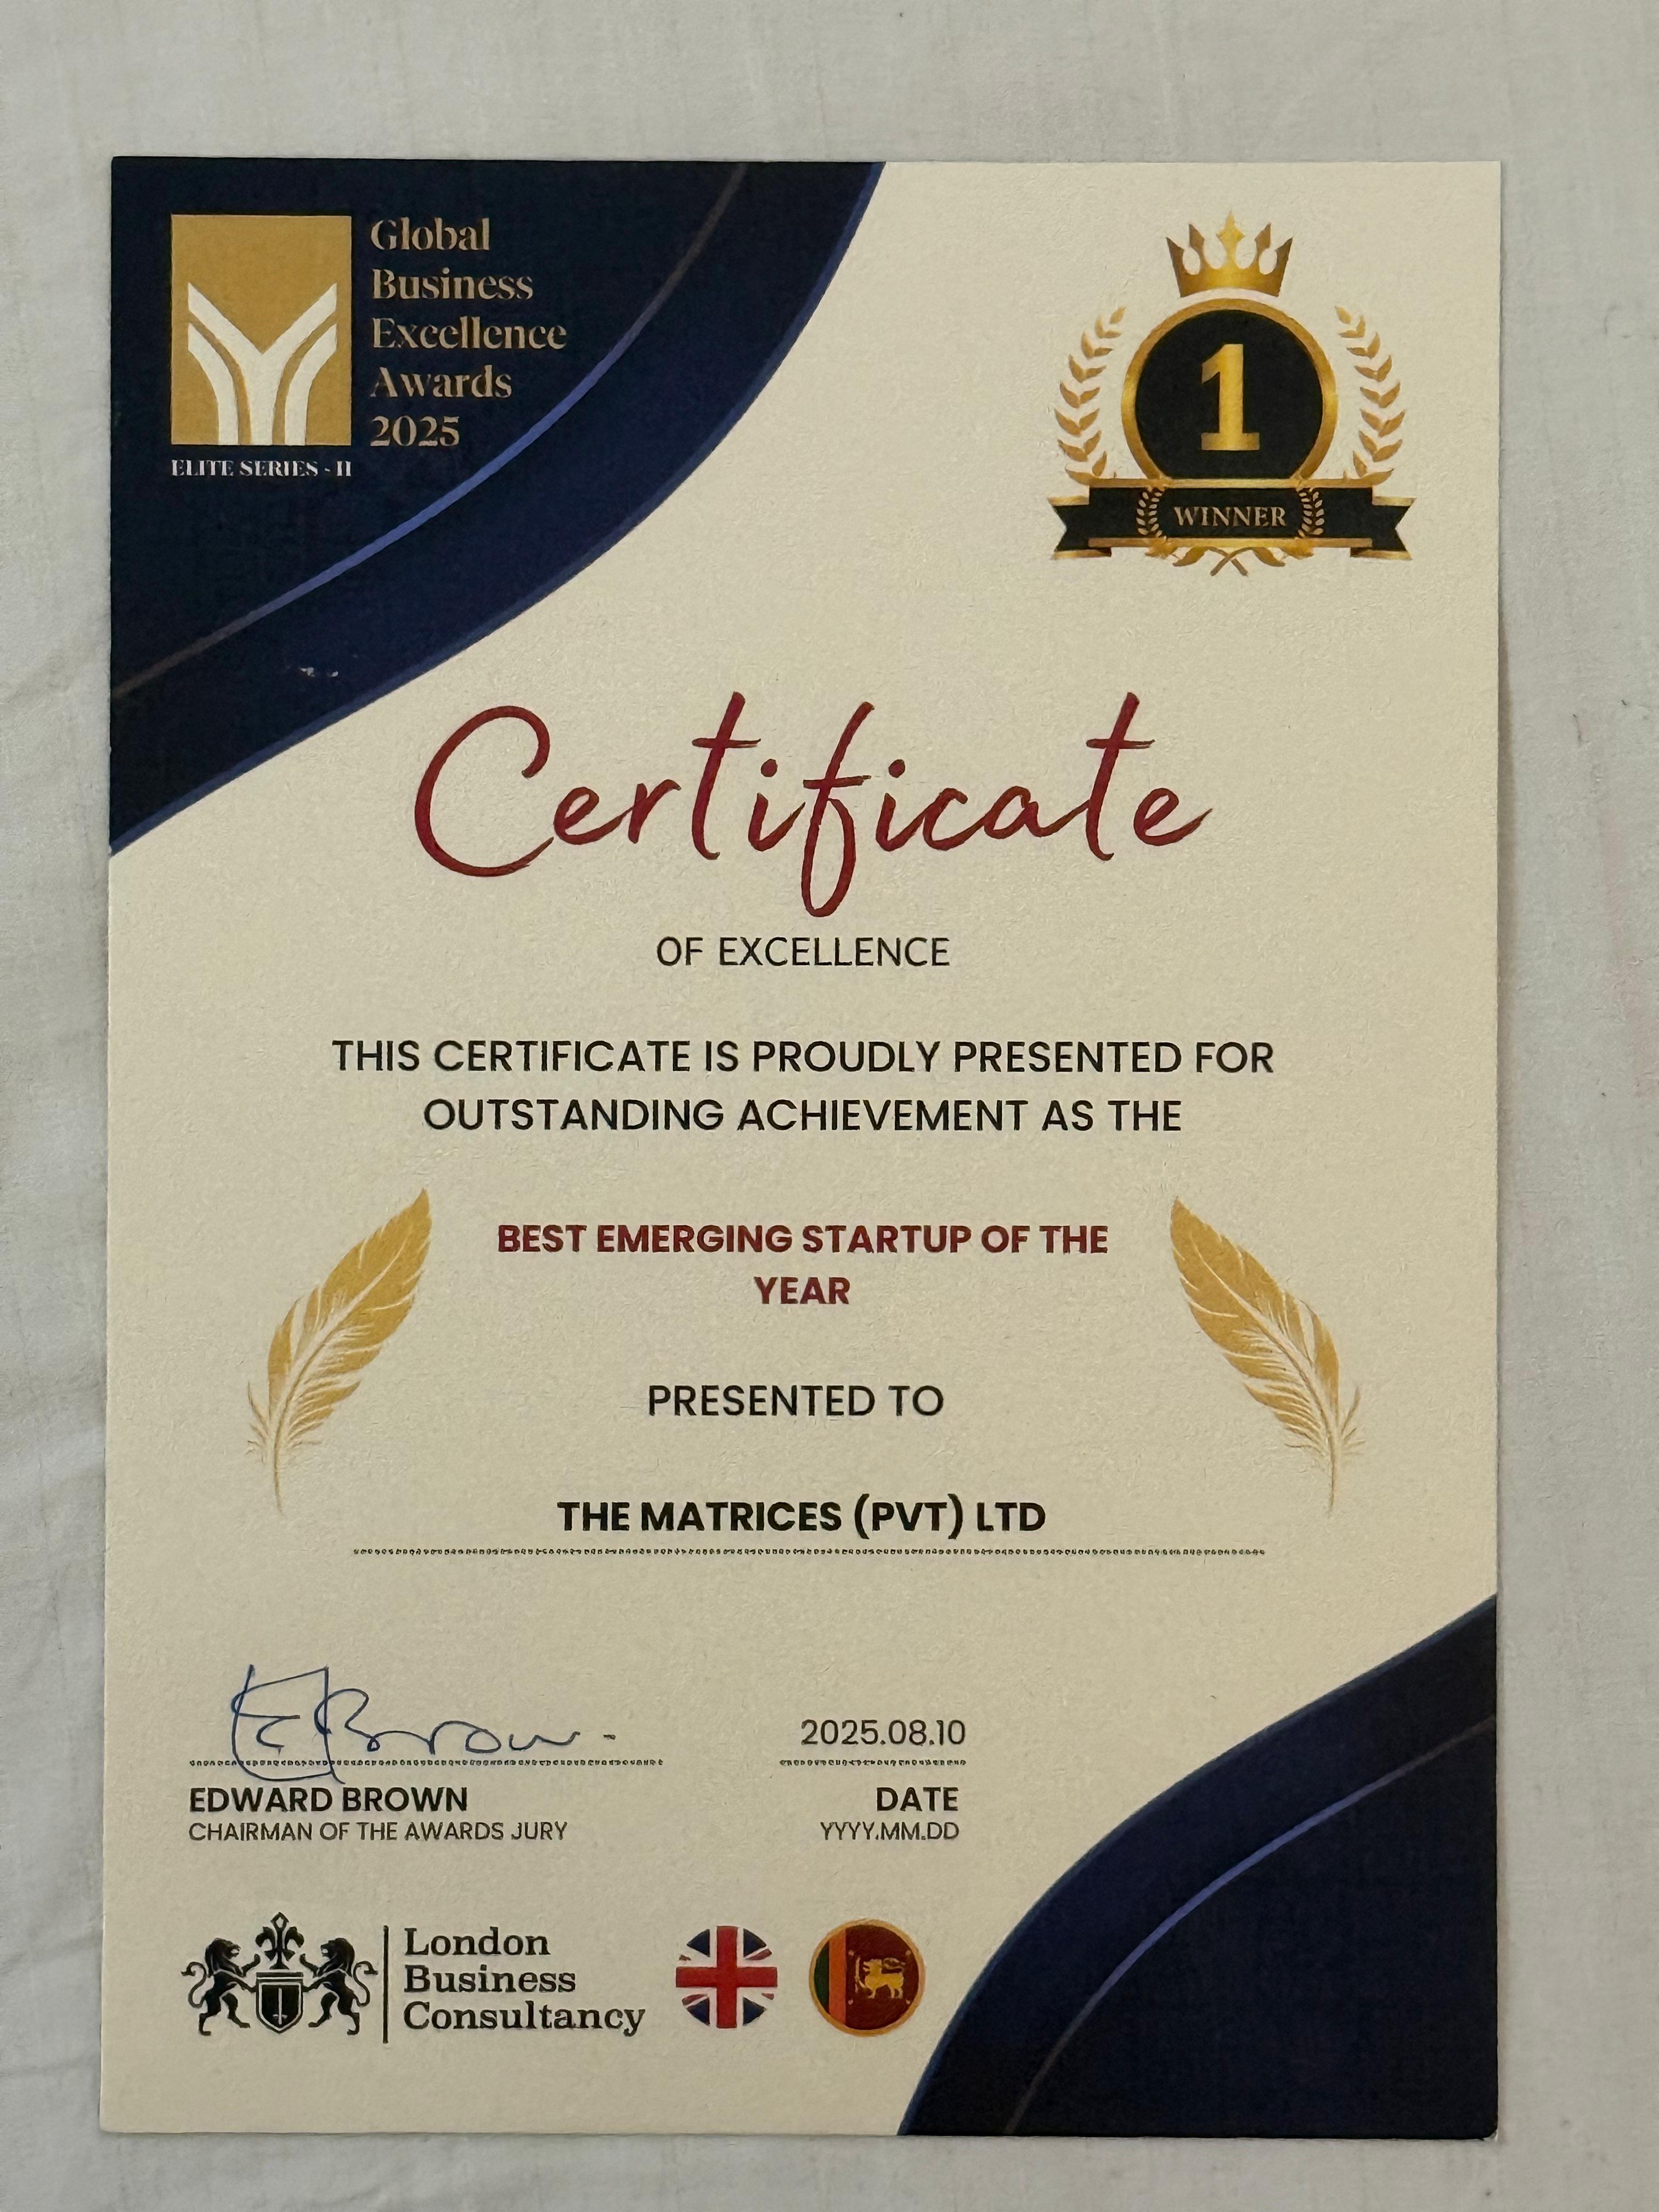 Global
Business
Excellence
Awards
2025
ELITE SERIES - II
1
WINNER
Certificate
OF EXCELLENCE
THIS CERTIFICATE IS PROUDLY PRESENTED FOR
OUTSTANDING ACHIEVEMENT AS THE
BEST EMERGING STARTUP OF THE
YEAR
PRESENTED TO
THE MATRICES (PVT) LTD
E Brown.
2025.08.10
EDWARD BROWN
DATE
CHAIRMAN OF THE AWARDS JURY
YYYY.MM.DD
London
Business
Consultancy